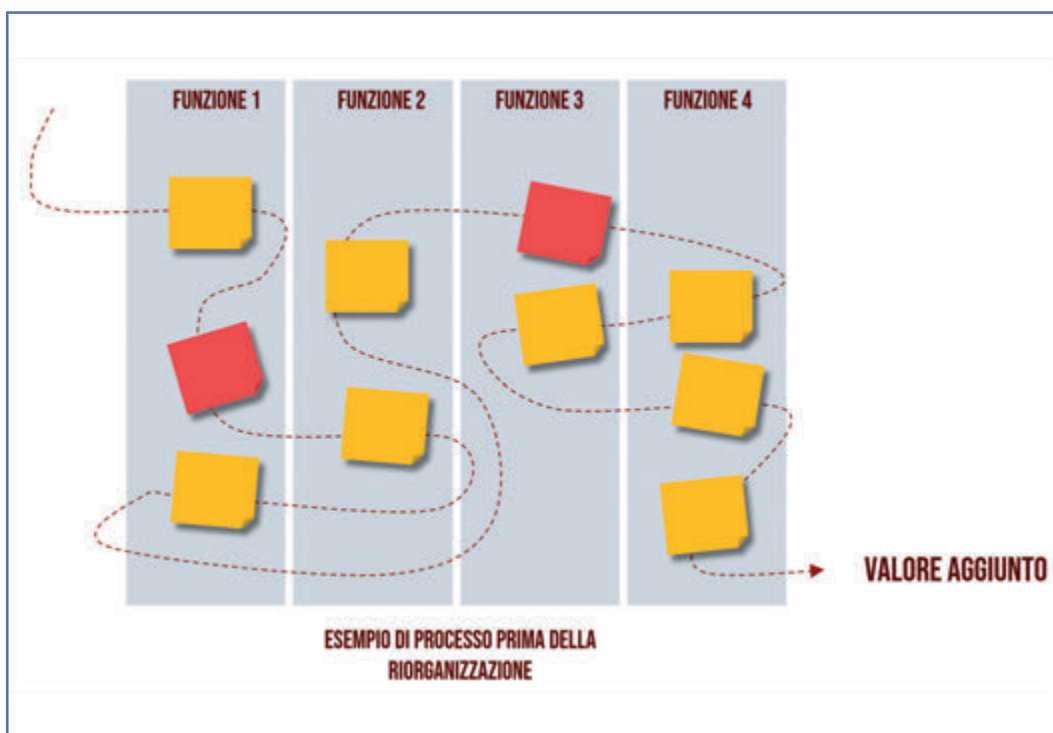 FUNZIONE 1
FUNZIONE 2
FUNZIONE 3
FUNZIONE 4
VALORE AGGIUNTO
ESEMPIO DI PROCESSO PRIMA DELLA
RIORGANIZZAZIONE